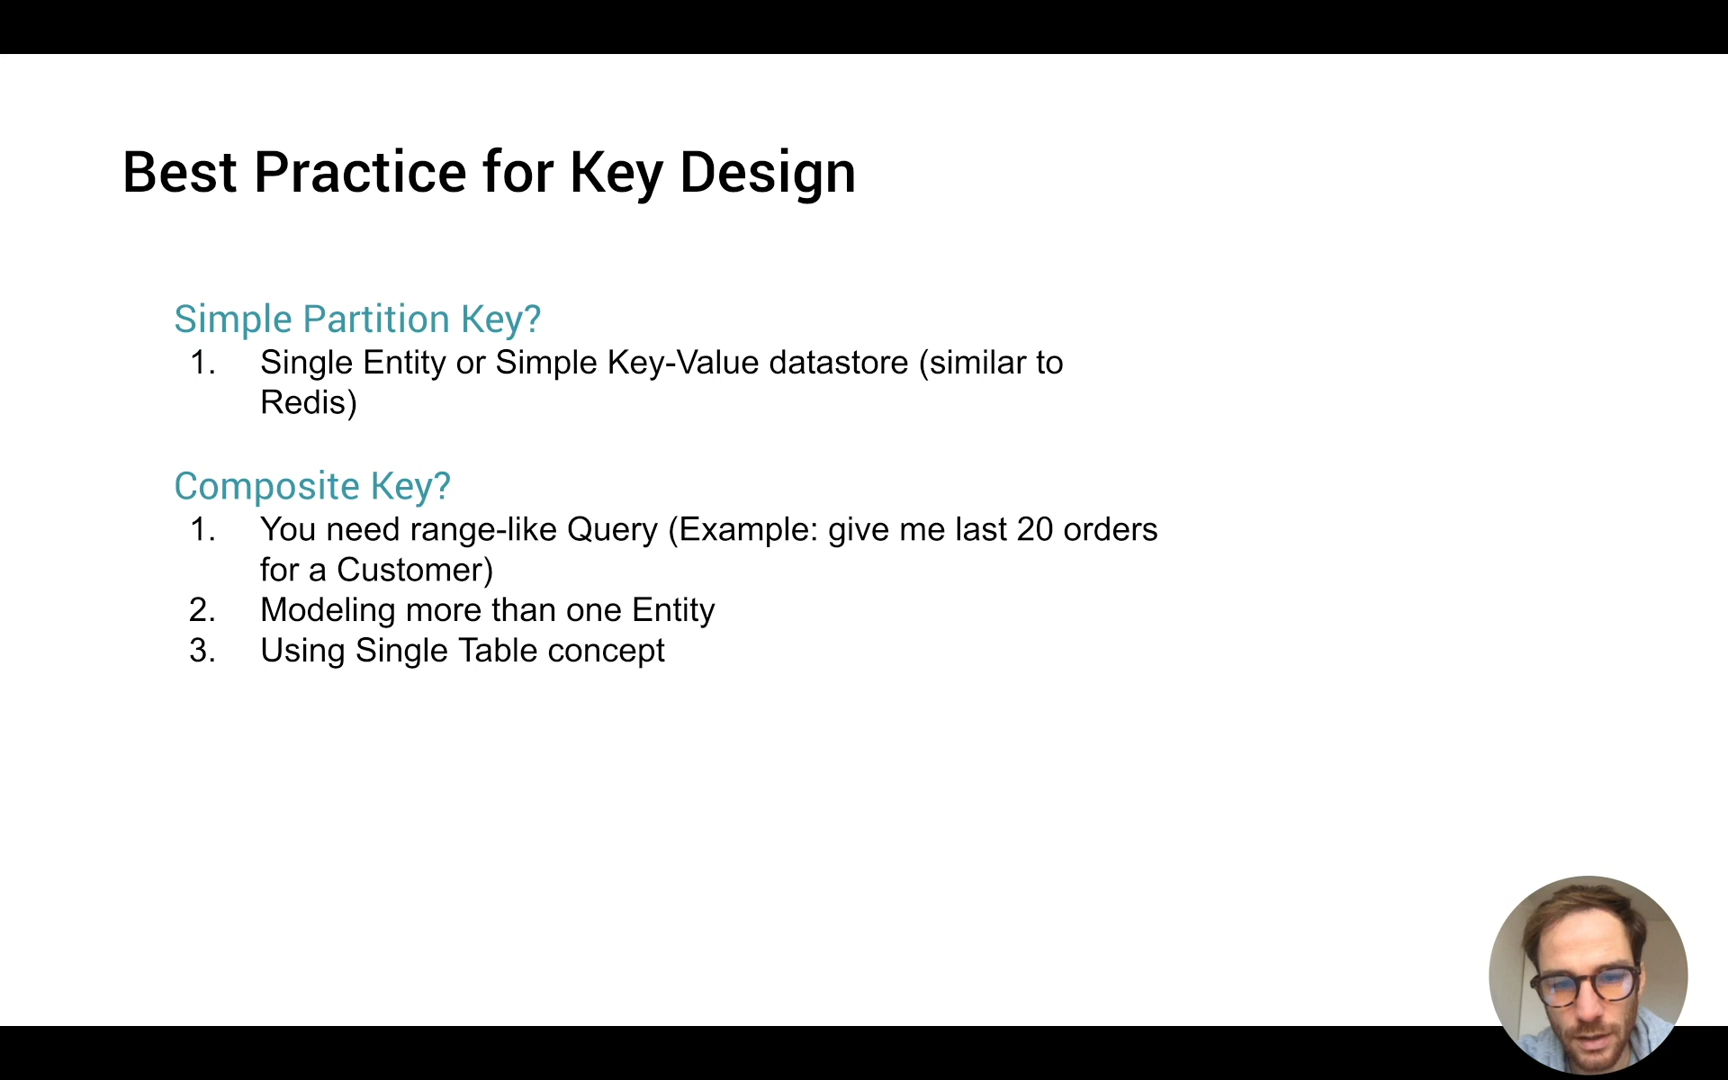 Best Practice for Key Design
Simple Partition Key?
1. Single Entity or Simple Key-Value datastore (similar to
Redis)
Composite Key?
1. You need range-like Query (Example: give me last 20 orders
for a Customer)
2. Modeling more than one Entity
3. Using Single Table concept